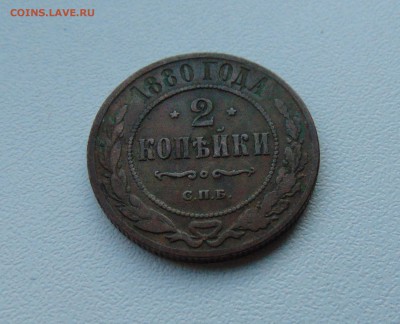 COINS.LAVE.RU
1880 ГОДА
* 2 *
КОПѢЙКИ
С.П.Б.